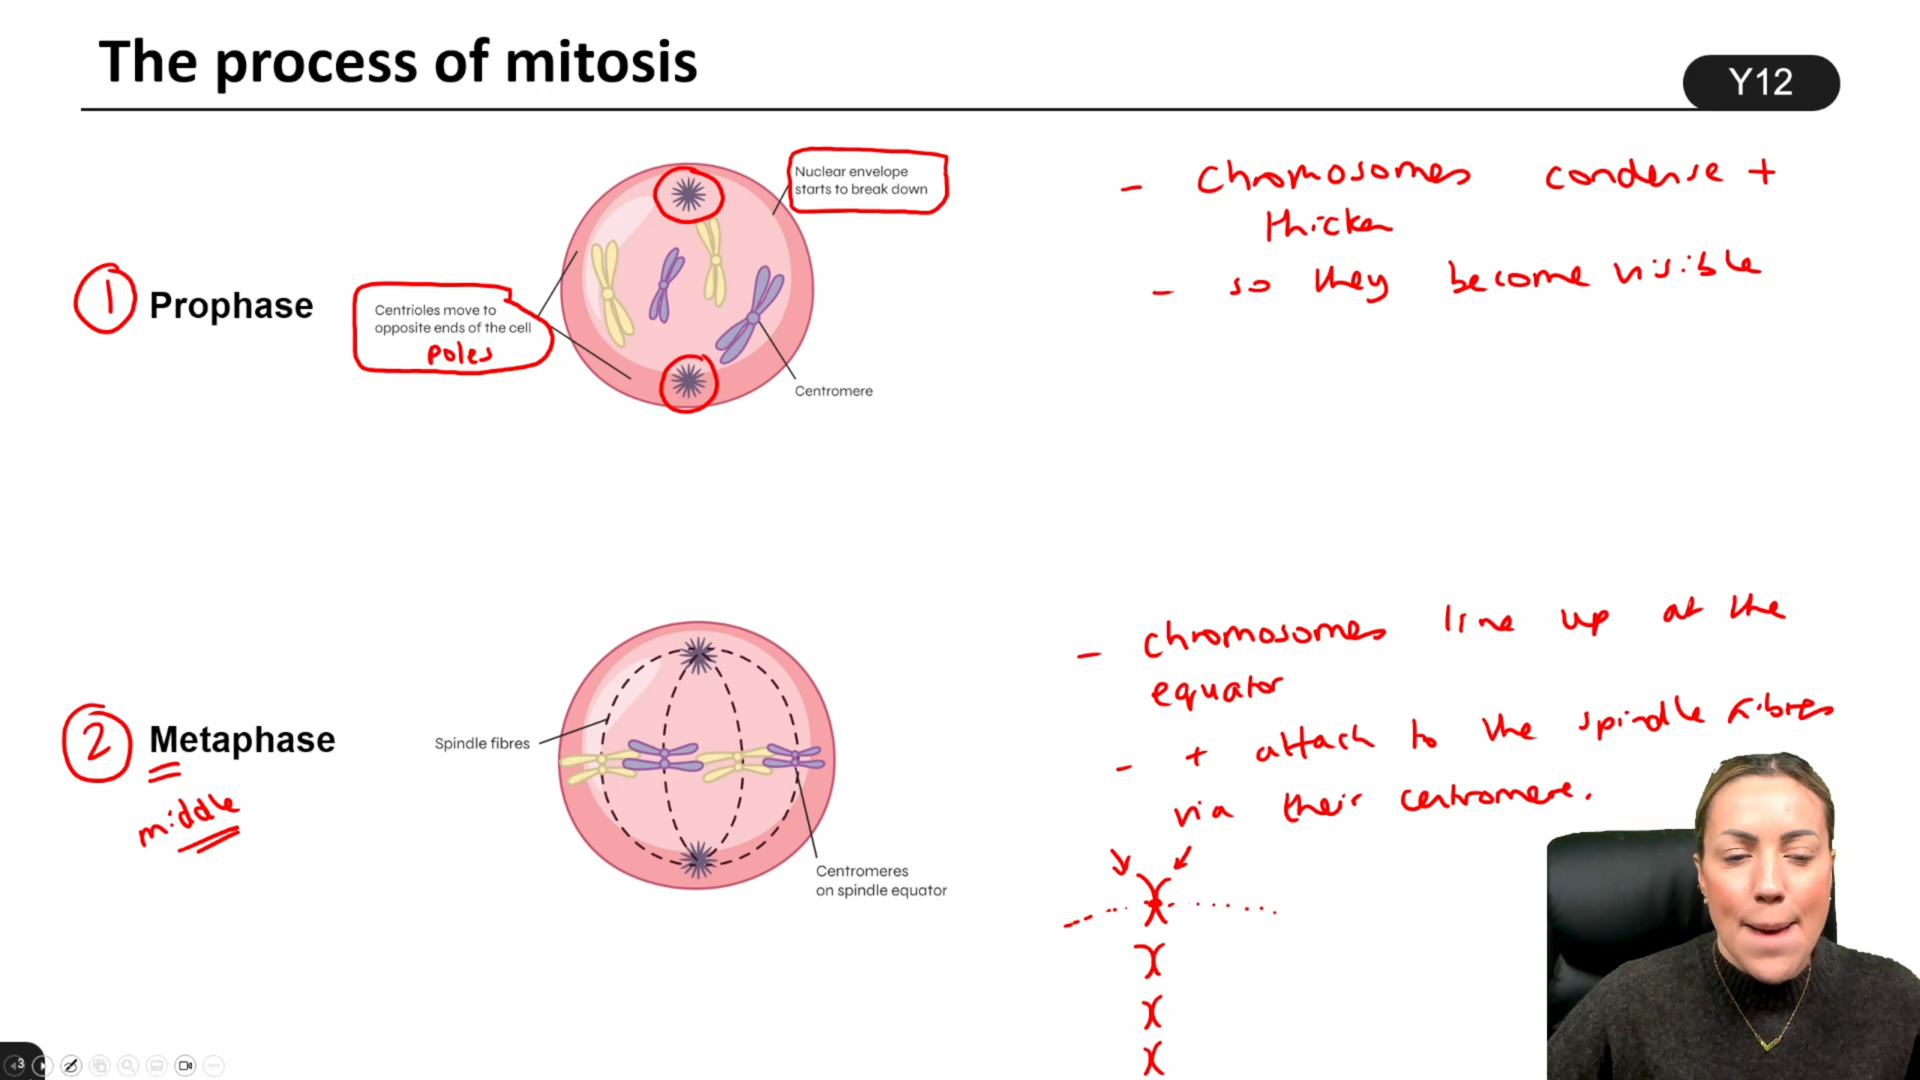 The process of mitosis
Y12
Nuclear envelope
starts to break down
- Chromosomes condense +
thicken
- so they become visible
1 Prophase
Centrioles move to
opposite ends of the cell
poles
Centromere
- chromosomes line up at the
equator
- + attach to the spindle fibres
via their centromere.
2 Metaphase
middle
Spindle fibres
Centromeres
on spindle equator
3